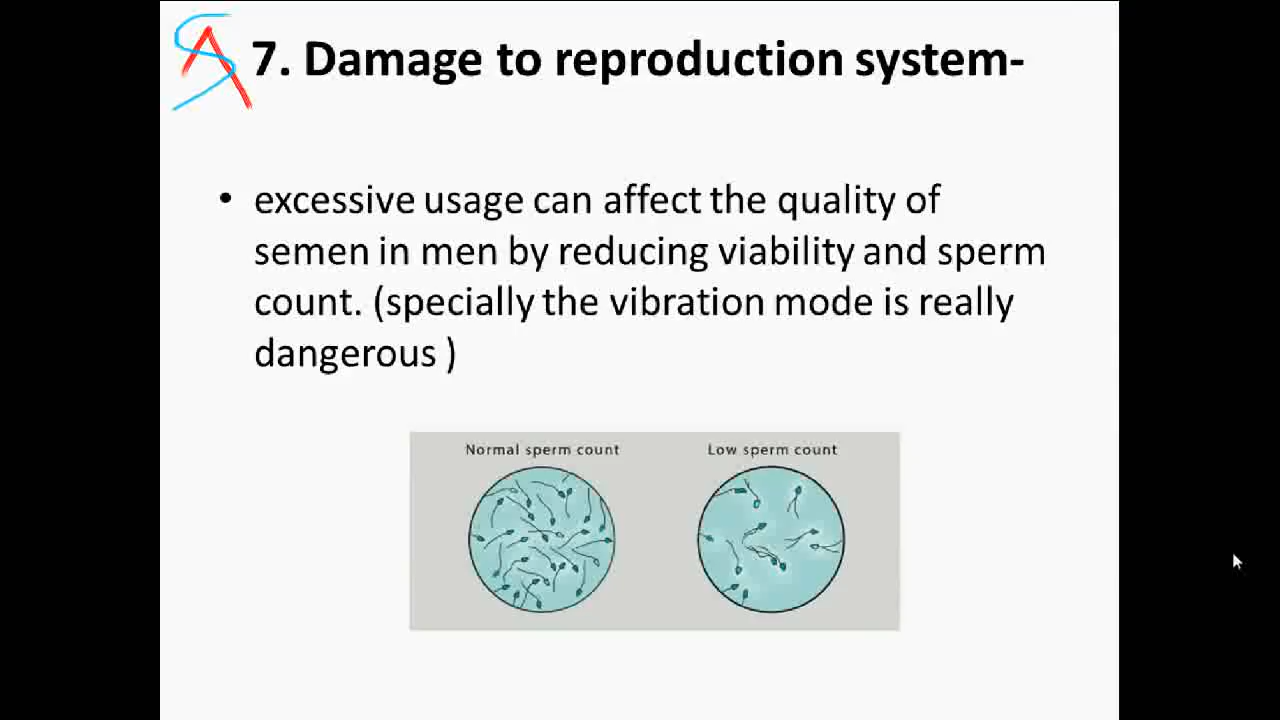 SA
7. Damage to reproduction system-
• excessive usage can affect the quality of
semen in men by reducing viability and sperm
count. (specially the vibration mode is really
dangerous )
Normal sperm count
Low sperm count